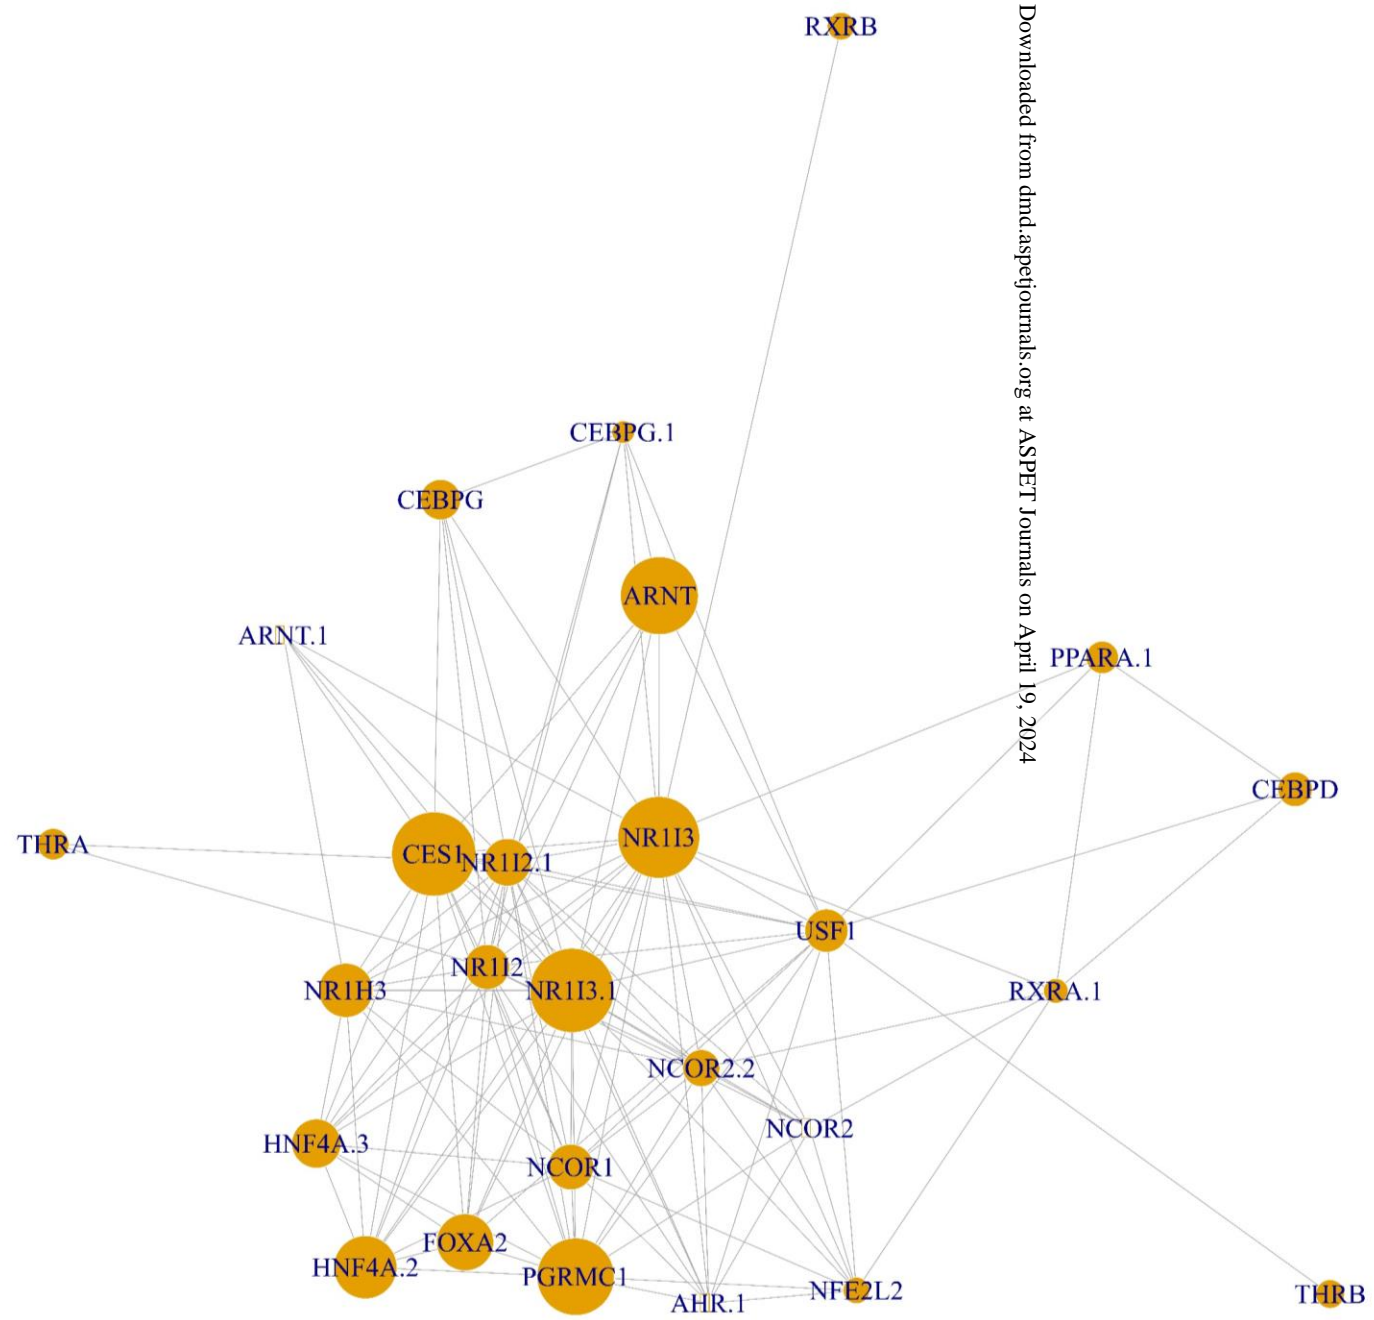 RXRB
Downloaded from dmd.aspetjournals.org at ASPET Journals on April 19, 2024
CEBPG.1
CEBPG
ARNT
ARNT.1
PPARA.1
CEBPD
THRA
CES1
NR1I2.1
NR1I3
USF1
NR1I2
NR1H3
NR1I3.1
RXRA.1
NCOR2.2
NCOR2
HNF4A.3
NCOR1
FOXA2
HNF4A.2
PGRMC1
AHR.1
NFE2L2
THRB